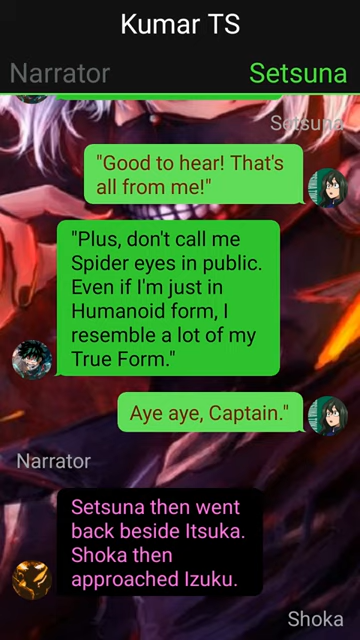 Kumar TS
Narrator
Setsuna
Setsuna
"Good to hear! That's
all from me!"
"Plus, don't call me
Spider eyes in public.
Even if I'm just in
Humanoid form, I
resemble a lot of my
True Form."
Aye aye, Captain."
Narrator
Setsuna then went
back beside Itsuka.
Shoka then
approached Izuku.
Shoka